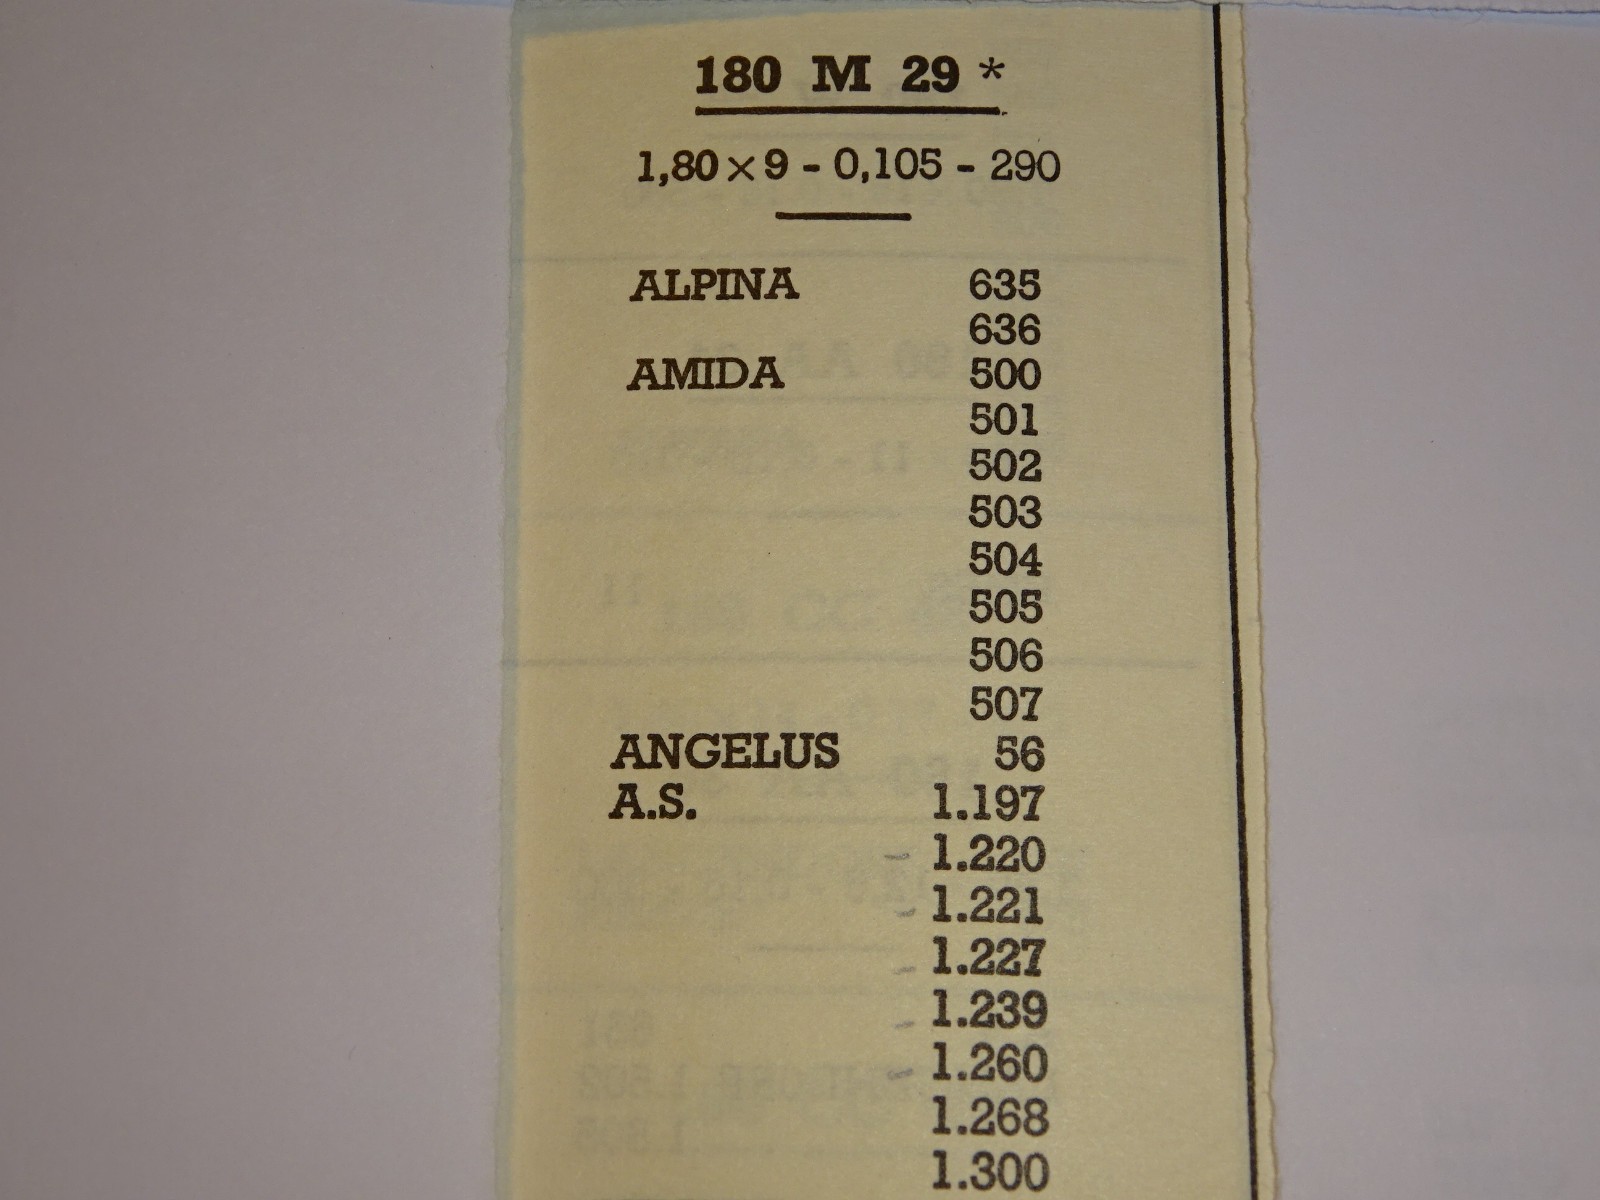 180 M 29 *
1,80 × 9 - 0,105 - 290
ALPINA 635
636
AMIDA 500
501
502
503
504
505
506
507
ANGELUS 56
A.S. 1.197
- 1.220
- 1.221
- 1.227
- 1.239
- 1.260
1.268
1.300